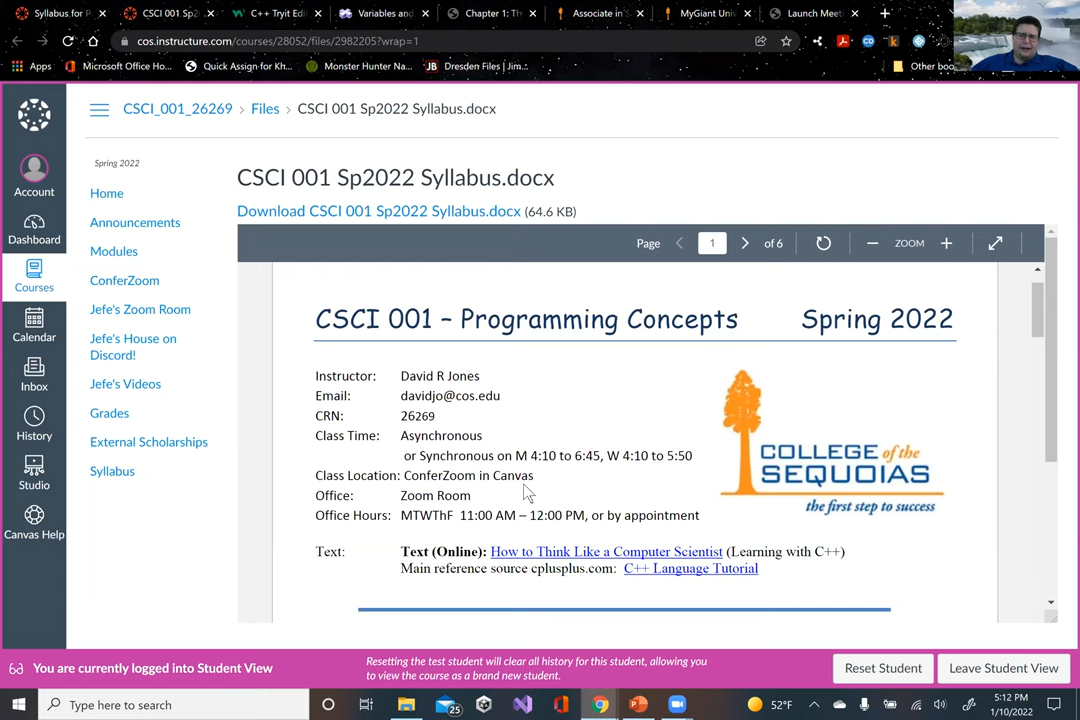 Syllabus for P
CSCI 001 Sp2
C++ Tryit Edi
Variables and
Chapter 1: Th
Associate in S
MyGiant Univ
Launch Meeti
cos.instructure.com/courses/28052/files/2982205?wrap=1
Apps
Microsoft Office Ho...
Quick Assign for Kh...
Monster Hunter Na...
JB Dresden Files | Jim...
Other boo
CSCI_001_26269 › Files › CSCI 001 Sp2022 Syllabus.docx
Account
Dashboard
Courses
Calendar
Inbox
History
Studio
Canvas Help
Spring 2022
Home
Announcements
Modules
ConferZoom
Jefe's Zoom Room
Jefe's House on
Discord!
Jefe's Videos
Grades
External Scholarships
Syllabus
CSCI 001 Sp2022 Syllabus.docx
Download CSCI 001 Sp2022 Syllabus.docx (64.6 KB)
Page < 1 > of 6 — ZOOM +
CSCI 001 – Programming Concepts Spring 2022
Instructor: David R Jones
Email: davidjo@cos.edu
CRN: 26269
Class Time: Asynchronous
or Synchronous on M 4:10 to 6:45, W 4:10 to 5:50
Class Location: ConferZoom in Canvas
Office: Zoom Room
Office Hours: MTWThF 11:00 AM – 12:00 PM, or by appointment
COLLEGE of the
SEQUOIAS
the first step to success
Text: Text (Online): How to Think Like a Computer Scientist (Learning with C++)
Main reference source cplusplus.com: C++ Language Tutorial
You are currently logged into Student View
Resetting the test student will clear all history for this student, allowing you
to view the course as a brand new student.
Reset Student
Leave Student View
Type here to search
25
52°F
5:12 PM
1/10/2022